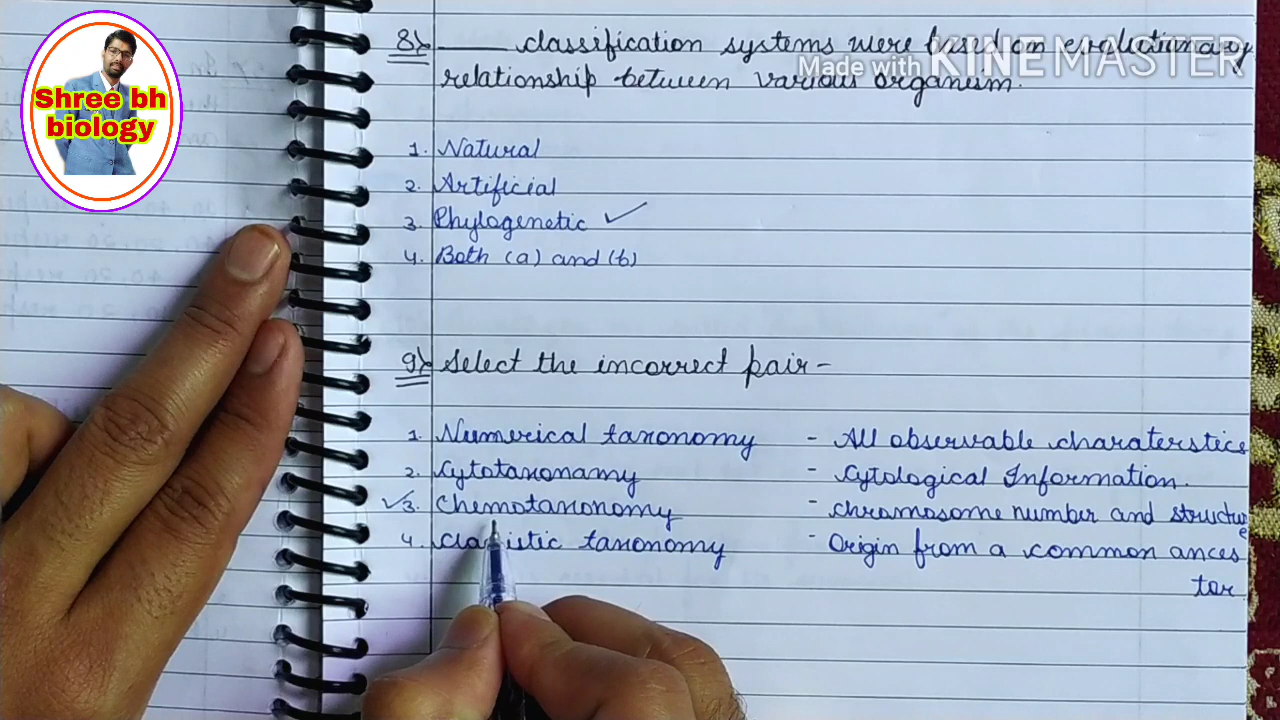 Shree bh
biology
8) ____ classification systems were based on evolutionary
Made with KINEMASTER
relationship between various organism.
1. Natural
2. Artificial
3. Phylogenetic ✓
4. Both (a) and (b)
9) Select the incorrect pair-
1. Numerical taxonomy - All observable charaterstics
2. Cytotaxonamy - Cytological Information.
✓3. Chemotaxonomy - chromosome number and structure
4. taxonomy - Origin from a common ances
tor